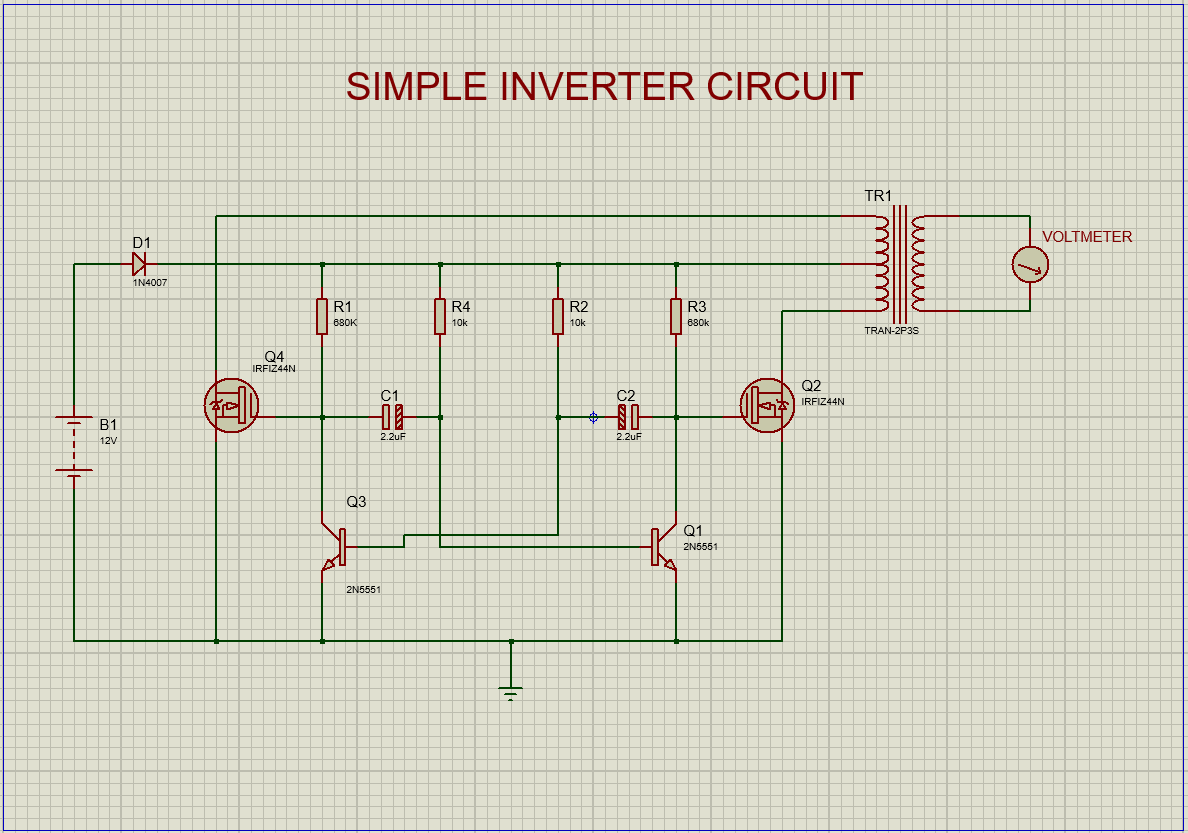 SIMPLE INVERTER CIRCUIT
TR1
VOLTMETER
D1
1N4007
R1
680K
R4
10k
R2
10k
R3
680k
TRAN-2P3S
Q4
IRFIZ44N
Q2
IRFIZ44N
C1
2.2uF
C2
2.2uF
B1
12V
Q3
2N5551
Q1
2N5551